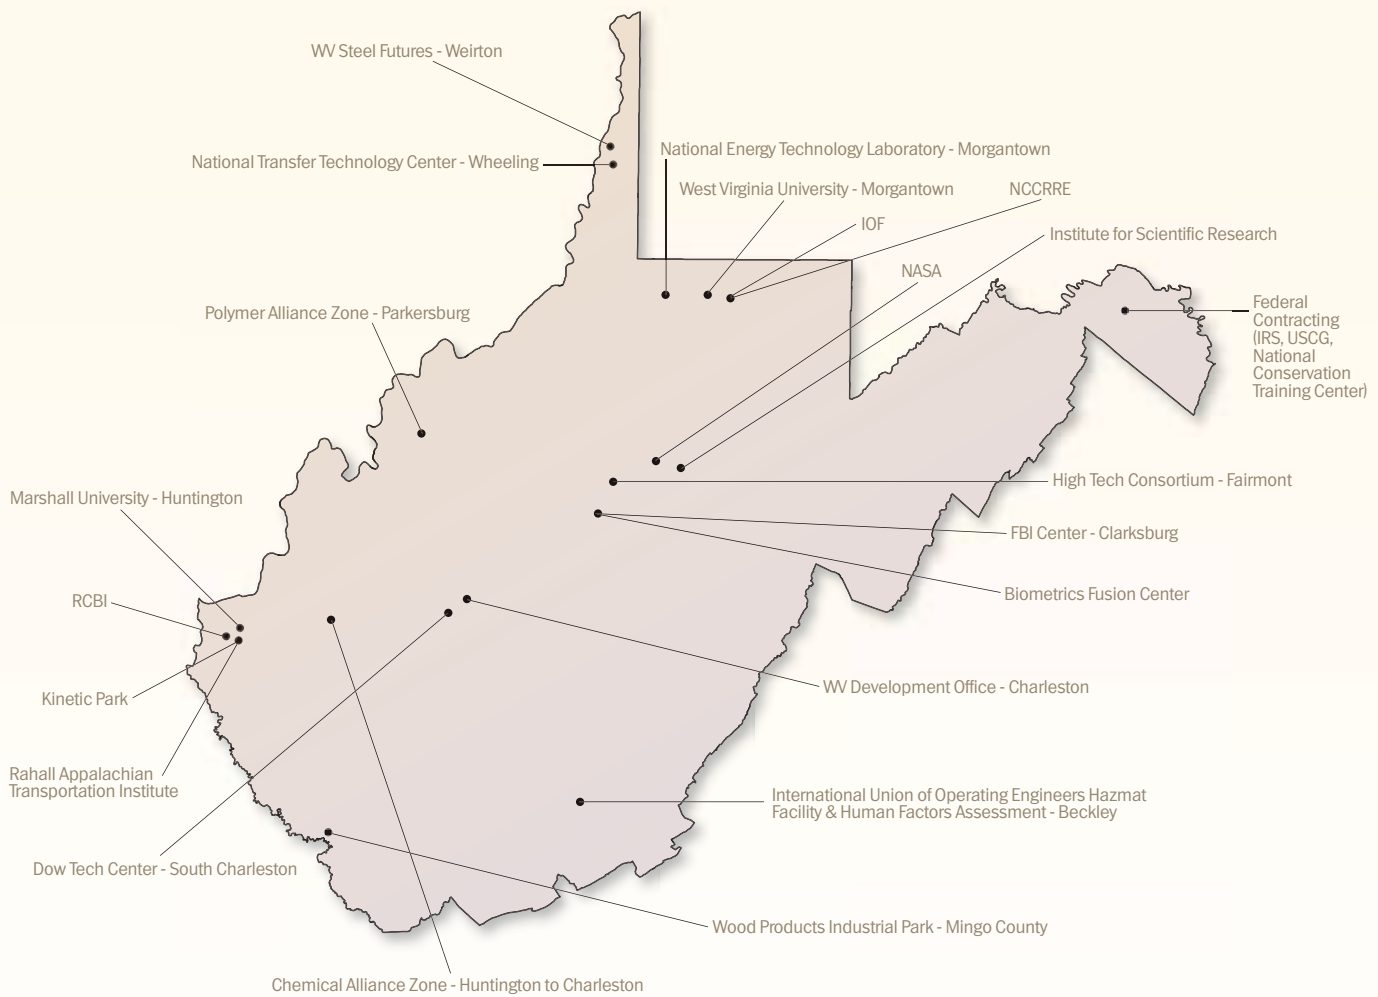 WV Steel Futures - Weirton
National Transfer Technology Center - Wheeling
National Energy Technology Laboratory - Morgantown
West Virginia University - Morgantown
NCCRRE
IOF
Institute for Scientific Research
NASA
Federal
Contracting
(IRS, USCG,
National
Conservation
Training Center)
Polymer Alliance Zone - Parkersburg
High Tech Consortium - Fairmont
Marshall University - Huntington
FBI Center - Clarksburg
Biometrics Fusion Center
RCBI
Kinetic Park
WV Development Office - Charleston
Rahall Appalachian
Transportation Institute
International Union of Operating Engineers Hazmat
Facility & Human Factors Assessment - Beckley
Dow Tech Center - South Charleston
Wood Products Industrial Park - Mingo County
Chemical Alliance Zone - Huntington to Charleston